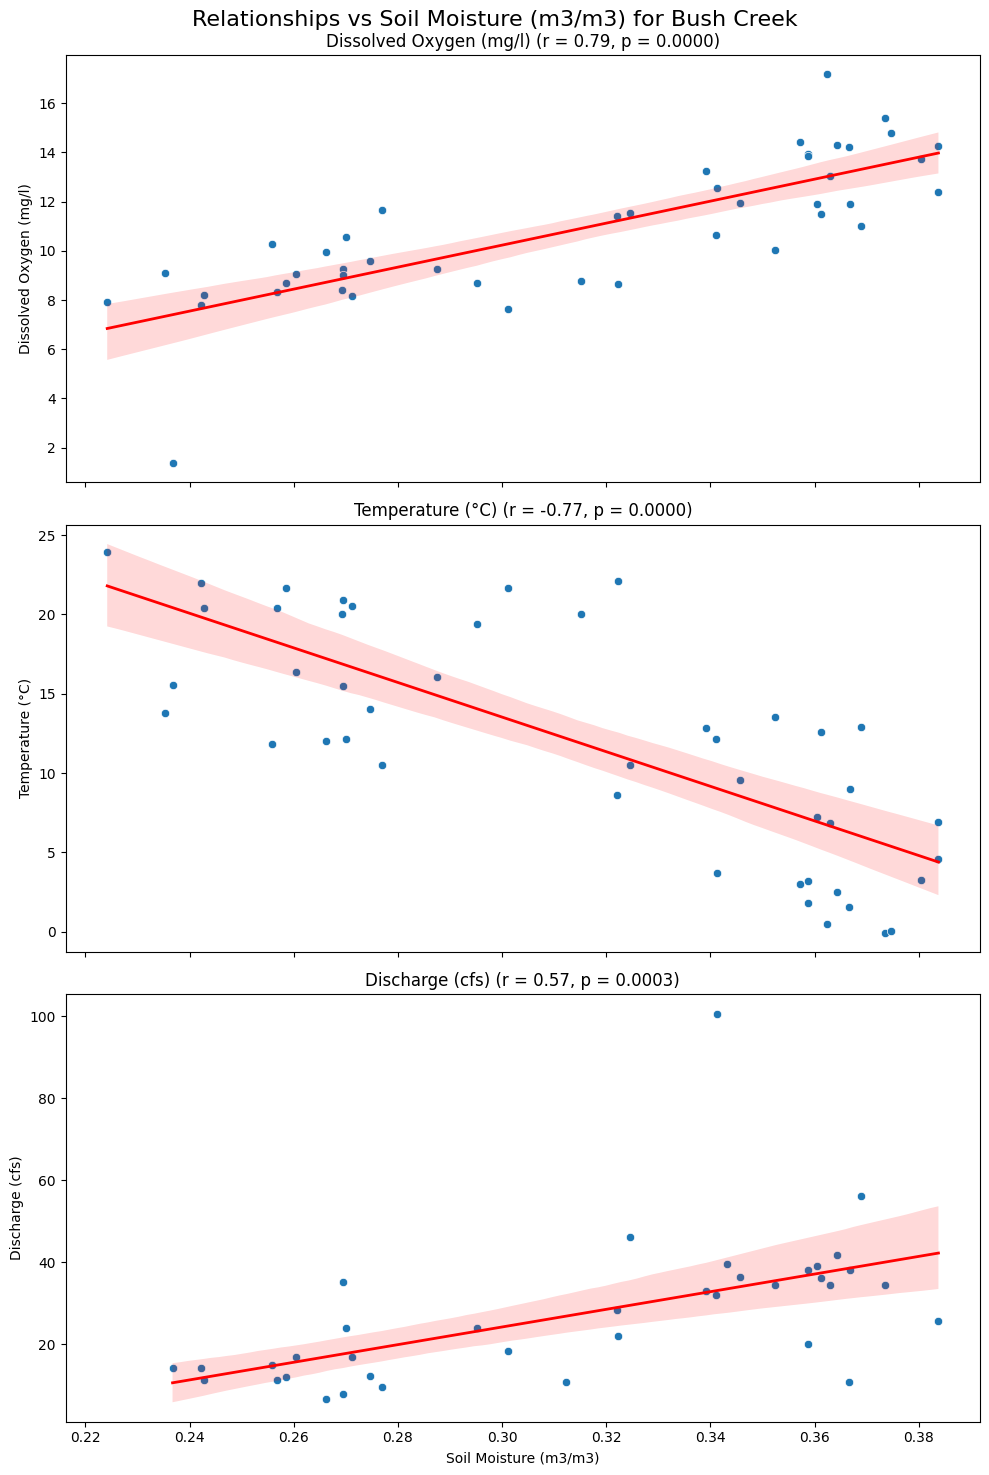 Relationships vs Soil Moisture (m3/m3) for Bush Creek
Dissolved Oxygen (mg/l) (r = 0.79, p = 0.0000)
16
14
12
10
8
6
4
2
Dissolved Oxygen (mg/l)
Temperature (°C) (r = -0.77, p = 0.0000)
25
20
15
10
5
0
Temperature (°C)
Discharge (cfs) (r = 0.57, p = 0.0003)
100
80
60
40
20
Discharge (cfs)
0.22 0.24 0.26 0.28 0.30 0.32 0.34 0.36 0.38
Soil Moisture (m3/m3)